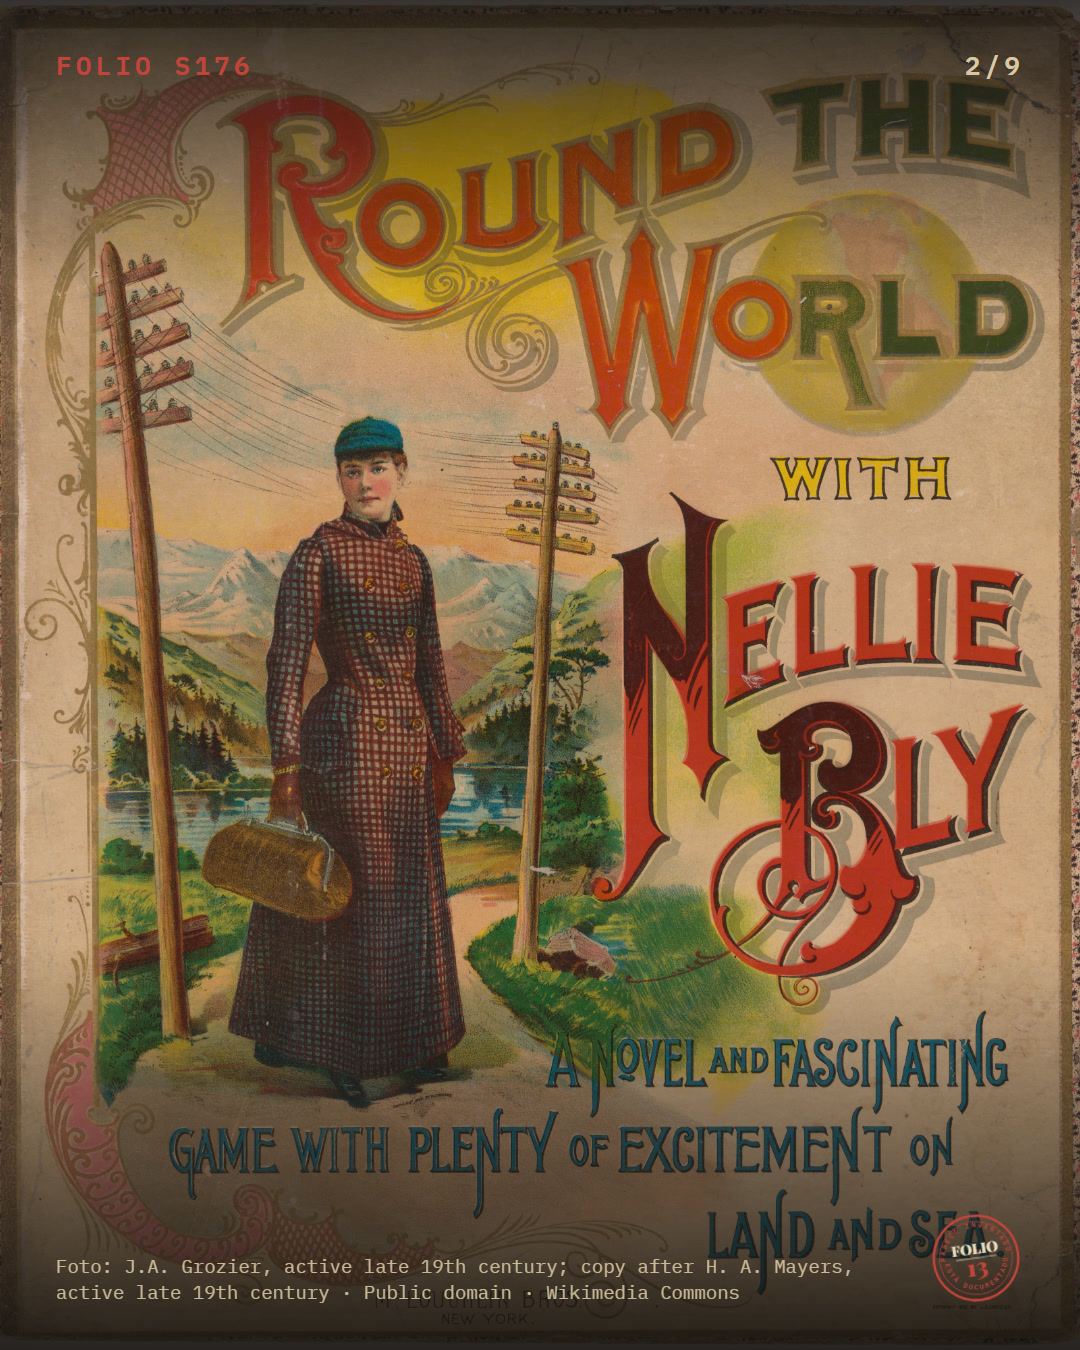 FOLIO S176
2/9
ROUND THE
WORLD
WITH
NELLIE
BLY
A NOVEL AND FASCINATING
GAME WITH PLENTY OF EXCITEMENT ON
LAND AND SEA.
Foto: J.A. Grozier, active late 19th century; copy after H. A. Mayers,
active late 19th century · Public domain · Wikimedia Commons
FOLIO
13
McLOUGHLIN BROS.
NEW YORK.